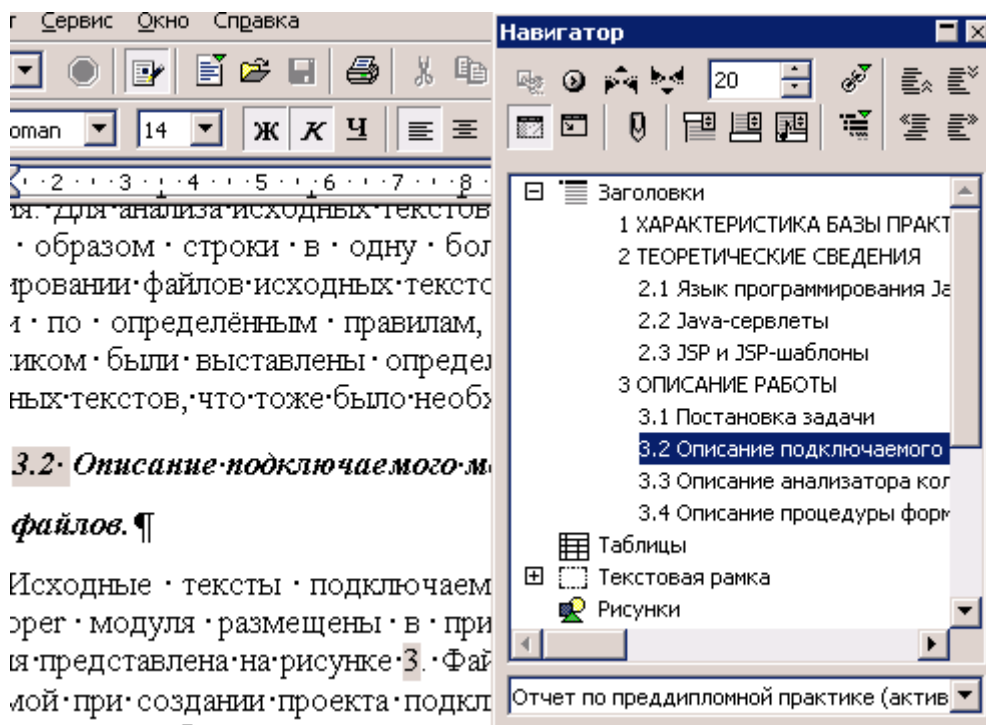 Сервис Окно Справка
14 Ж К Ч
2 3 4 5 6 7 8
ия. Для анализа исходных текстов
образом строки в одну бол
ировании файлов исходных тексто
и по определённым правилам,
иком были выставлены определ
ных текстов, что тоже было необх
3.2 Описание подключаемого м
файлов. ¶
Исходные тексты подключаем
орег модуля размещены в при
ия представлена на рисунке 3. Фай
мой при создании проекта подкл
Навигатор
20
Заголовки
1 ХАРАКТЕРИСТИКА БАЗЫ ПРАКТ
2 ТЕОРЕТИЧЕСКИЕ СВЕДЕНИЯ
2.1 Язык программирования Ja
2.2 Java-сервлеты
2.3 JSP и JSP-шаблоны
3 ОПИСАНИЕ РАБОТЫ
3.1 Постановка задачи
3.2 Описание подключаемого
3.3 Описание анализатора кол
3.4 Описание процедуры форм
Таблицы
Текстовая рамка
Рисунки
Отчет по преддипломной практике (актив